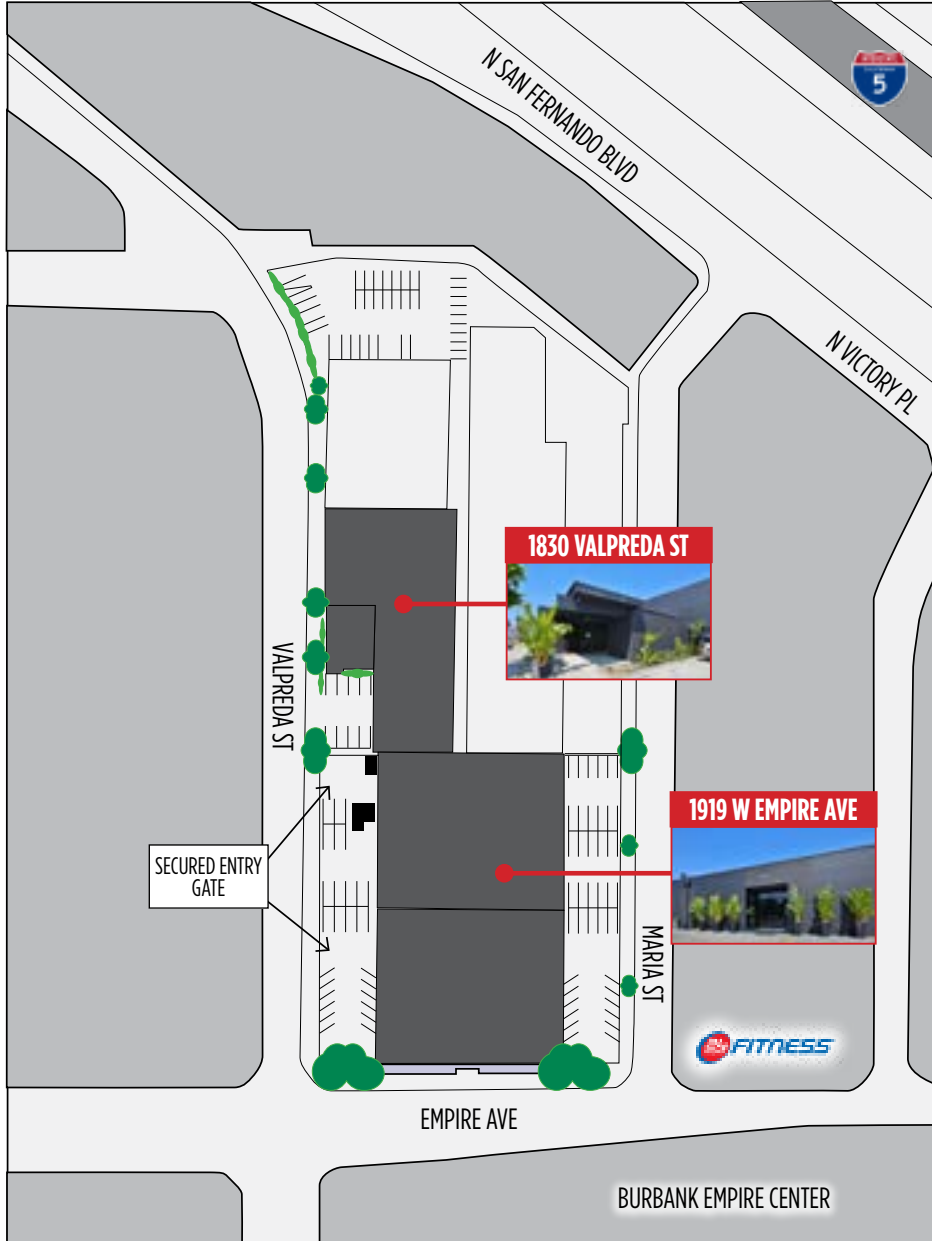 N SAN FERNANDO BLVD
5
N VICTORY PL
1830 VALPREDA ST
VALPREDA ST
1919 W EMPIRE AVE
SECURED ENTRY
GATE
MARIA ST
FITNESS
EMPIRE AVE
BURBANK EMPIRE CENTER